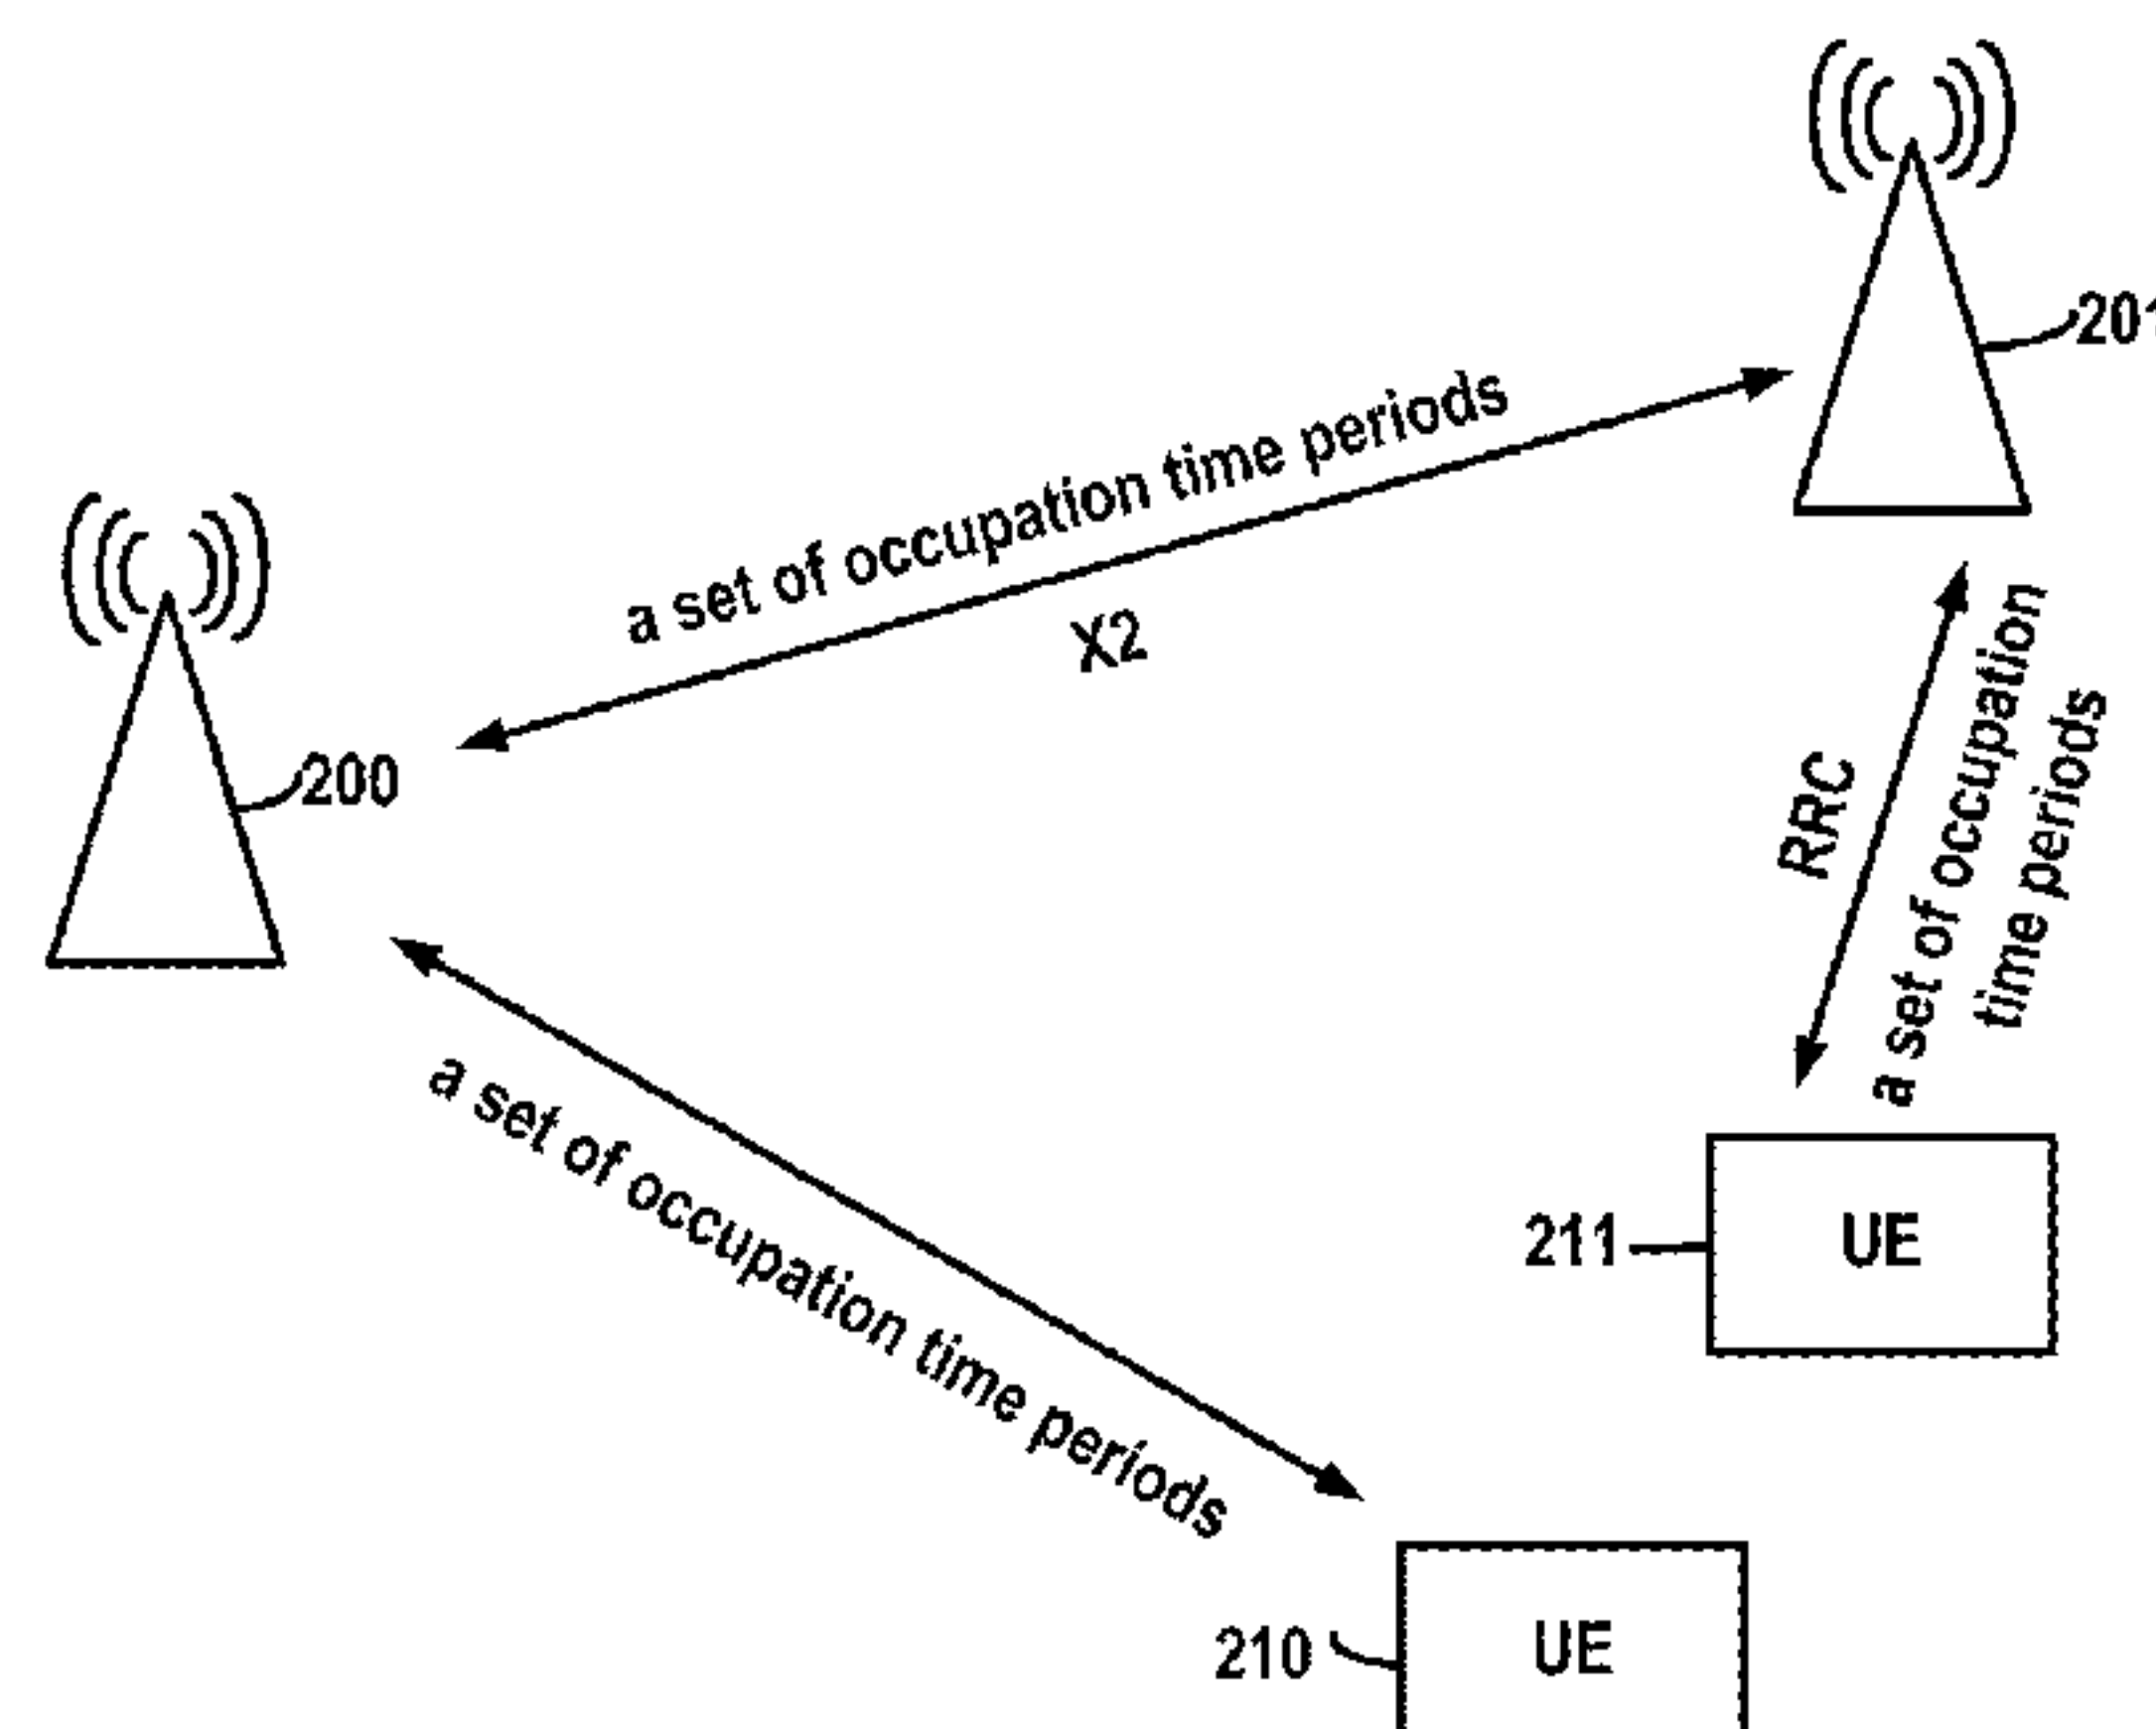 201
a set of occupation time periods
X2
200
RRC
a set of occupation
time periods
a set of occupation time periods
211
UE
210
UE